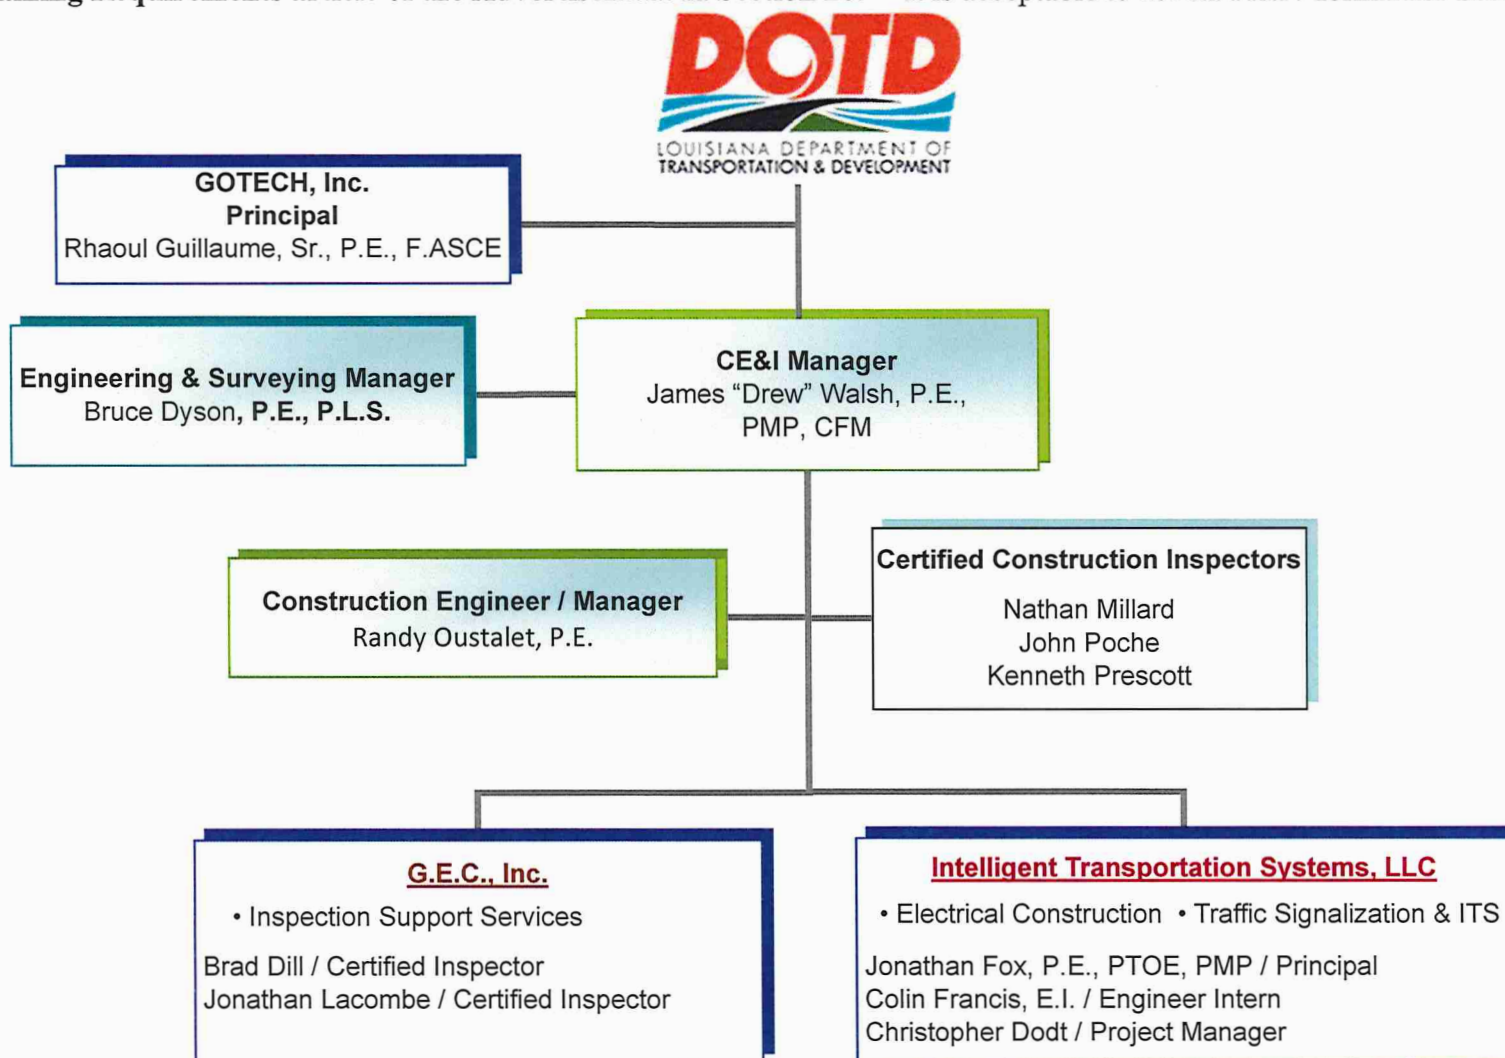 DOTD
LOUISIANA DEPARTMENT OF
TRANSPORTATION & DEVELOPMENT
GOTECH, Inc.
Principal
Rhaoul Guillaume, Sr., P.E., F.ASCE
Engineering & Surveying Manager
Bruce Dyson, P.E., P.L.S.
CE&I Manager
James “Drew” Walsh, P.E.,
PMP, CFM
Construction Engineer / Manager
Randy Oustalet, P.E.
Certified Construction Inspectors
Nathan Millard
John Poche
Kenneth Prescott
G.E.C., Inc.
• Inspection Support Services
Brad Dill / Certified Inspector
Jonathan Lacombe / Certified Inspector
Intelligent Transportation Systems, LLC
• Electrical Construction • Traffic Signalization & ITS
Jonathan Fox, P.E., PTOE, PMP / Principal
Colin Francis, E.I. / Engineer Intern
Christopher Dodt / Project Manager